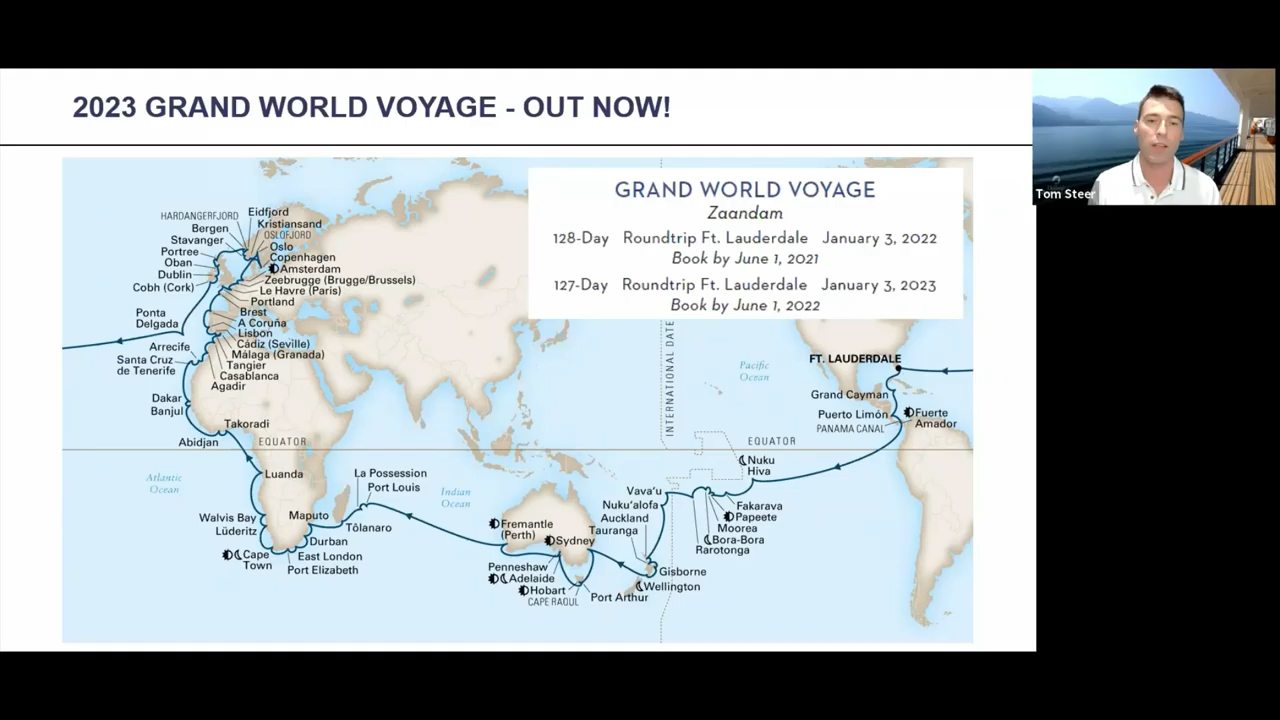 2023 GRAND WORLD VOYAGE - OUT NOW!
Tom Steer
GRAND WORLD VOYAGE
Zaandam
128-Day Roundtrip Ft. Lauderdale January 3, 2022
Book by June 1, 2021
127-Day Roundtrip Ft. Lauderdale January 3, 2023
Book by June 1, 2022
HARDANGERFJORD
Eidfjord
Bergen
Kristiansand
Stavanger
OSLOFJORD
Portree
Oslo
Oban
Copenhagen
Dublin
Amsterdam
Cobh (Cork)
Zeebrugge (Brugge/Brussels)
Le Havre (Paris)
Portland
Brest
Ponta
Delgada
A Coruña
Lisbon
Cádiz (Seville)
Arrecife
Málaga (Granada)
Santa Cruz
de Tenerife
Tangier
Casablanca
Agadir
Dakar
Banjul
Takoradi
Abidjan
EQUATOR
Atlantic
Ocean
Luanda
La Possession
Port Louis
Indian
Ocean
Walvis Bay
Maputo
Tôlanaro
Lüderitz
Durban
Cape
Town
East London
Port Elizabeth
Fremantle
(Perth)
Sydney
Penneshaw
Adelaide
Hobart
CAPE RAOUL
Port Arthur
Vava'u
Nuku'alofa
Auckland
Tauranga
Gisborne
Wellington
INTERNATIONAL DATE
Pacific
Ocean
EQUATOR
Nuku
Hiva
Fakarava
Papeete
Moorea
Bora-Bora
Rarotonga
FT. LAUDERDALE
Grand Cayman
Puerto Limón
PANAMA CANAL
Fuerte
Amador